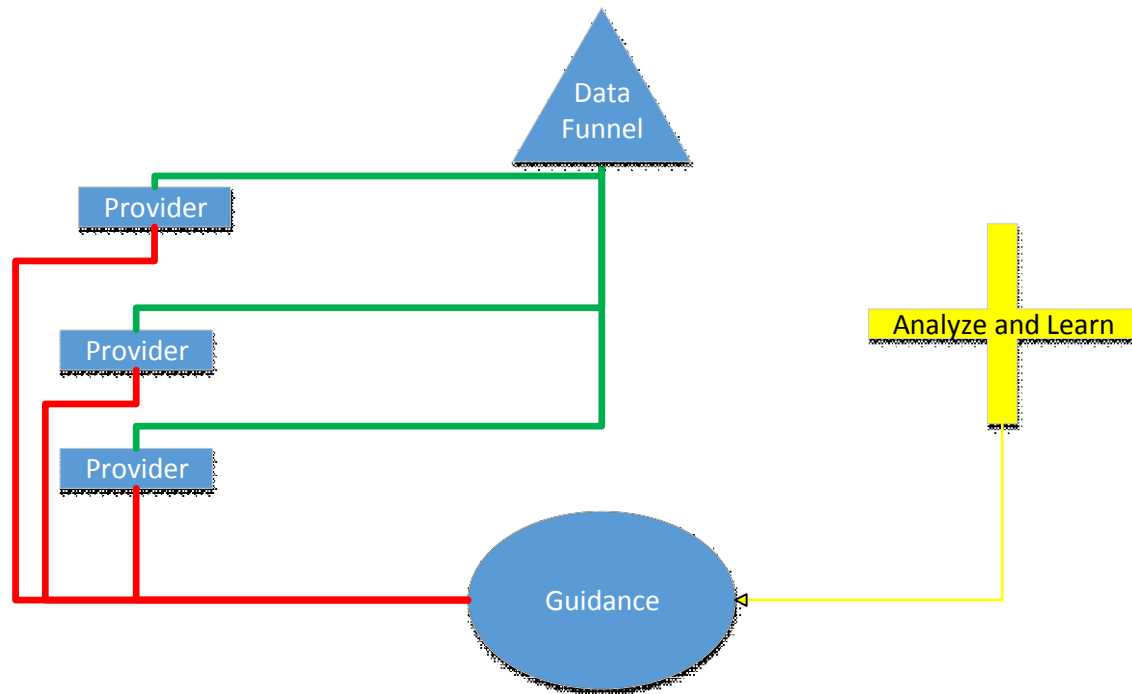 Data
Funnel
Provider
Analyze and Learn
Provider
Provider
Guidance